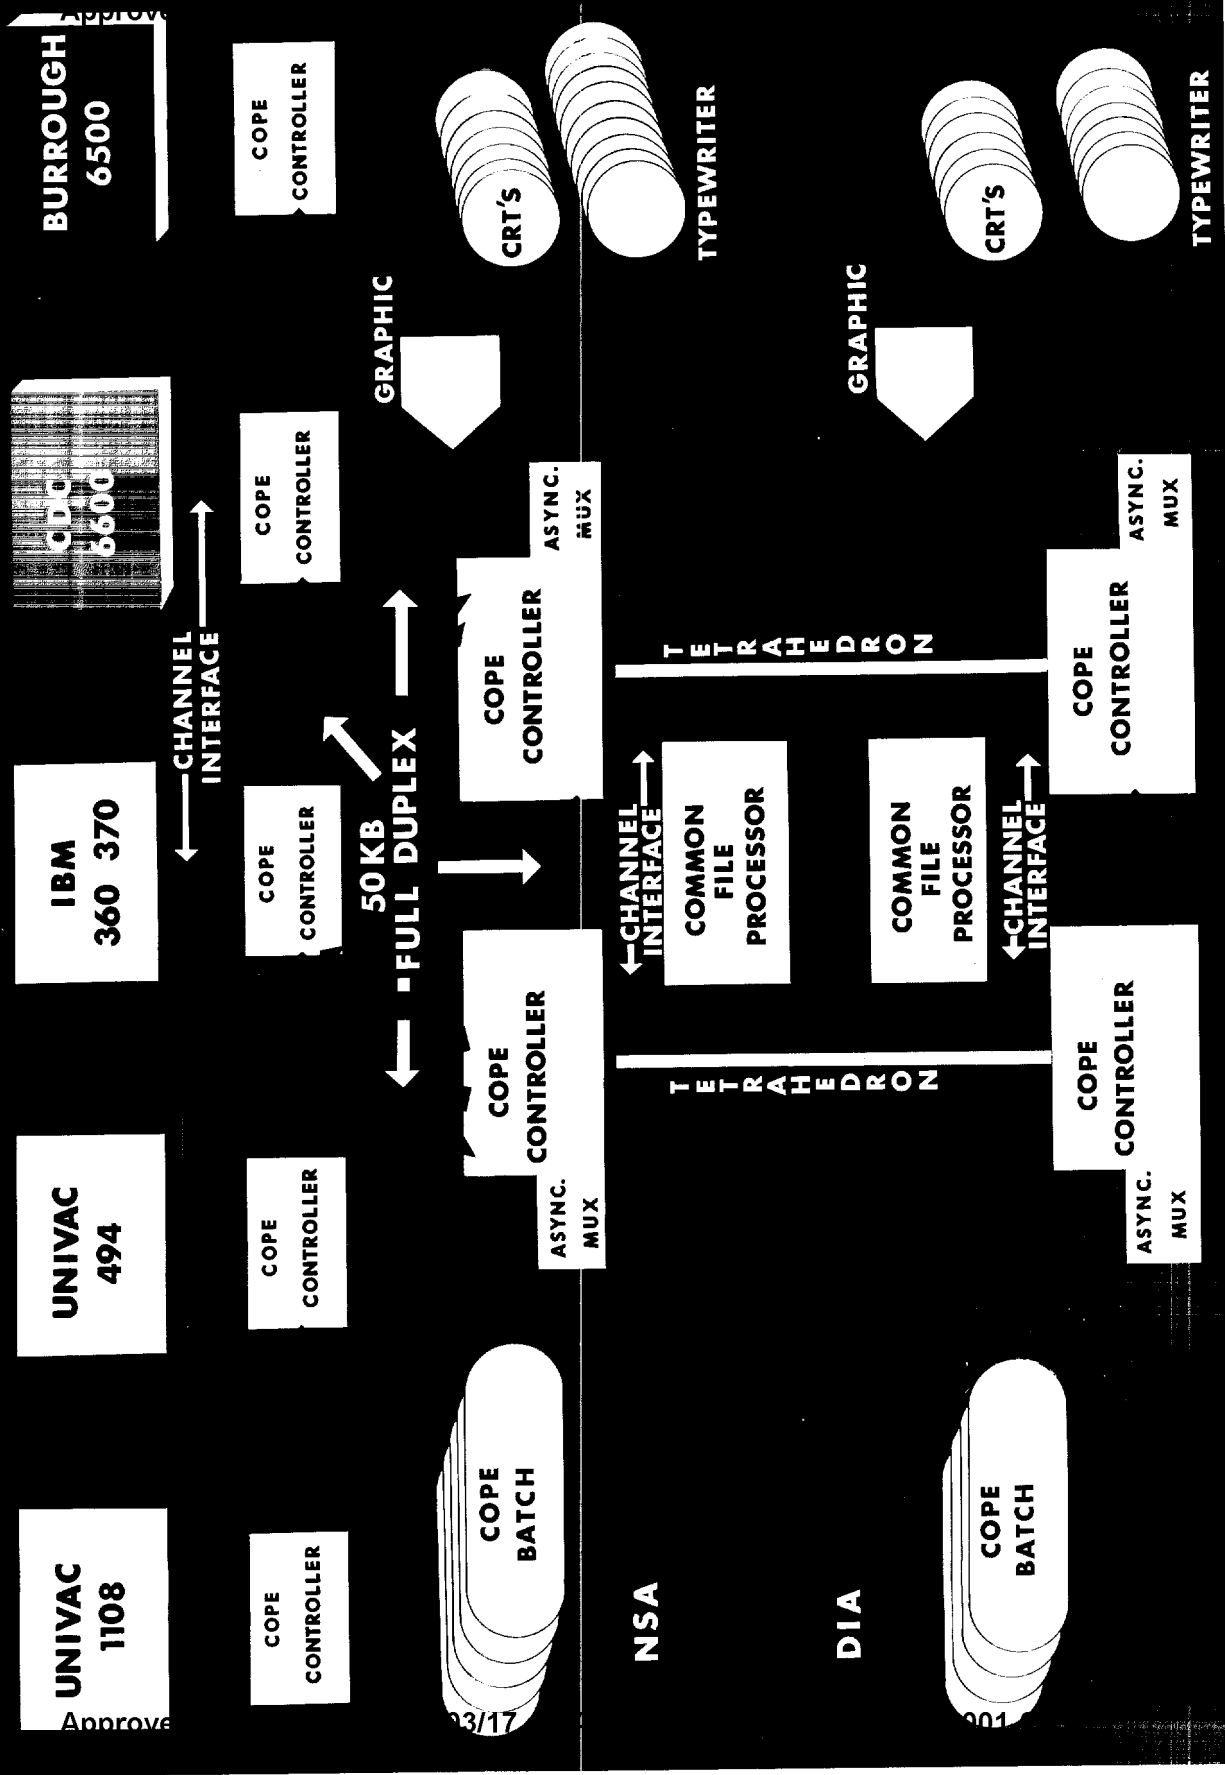 UNIVAC
1108
UNIVAC
494
IBM
360 370
CDC
6600
BURROUGH
6500
CHANNEL
INTERFACE
COPE
CONTROLLER
COPE
CONTROLLER
COPE
CONTROLLER
COPE
CONTROLLER
COPE
CONTROLLER
50KB
FULL DUPLEX
GRAPHIC
COPE
BATCH
COPE
CONTROLLER
ASYNC.
MUX
COPE
CONTROLLER
ASYNC.
MUX
CRT'S
TYPEWRITER
CHANNEL
INTERFACE
NSA
COMMON
FILE
PROCESSOR
TETRAHEDRON
TETRAHEDRON
DIA
COMMON
FILE
PROCESSOR
GRAPHIC
CHANNEL
INTERFACE
COPE
BATCH
COPE
CONTROLLER
ASYNC.
MUX
COPE
CONTROLLER
ASYNC.
MUX
CRT'S
TYPEWRITER
Approve
03/17
001